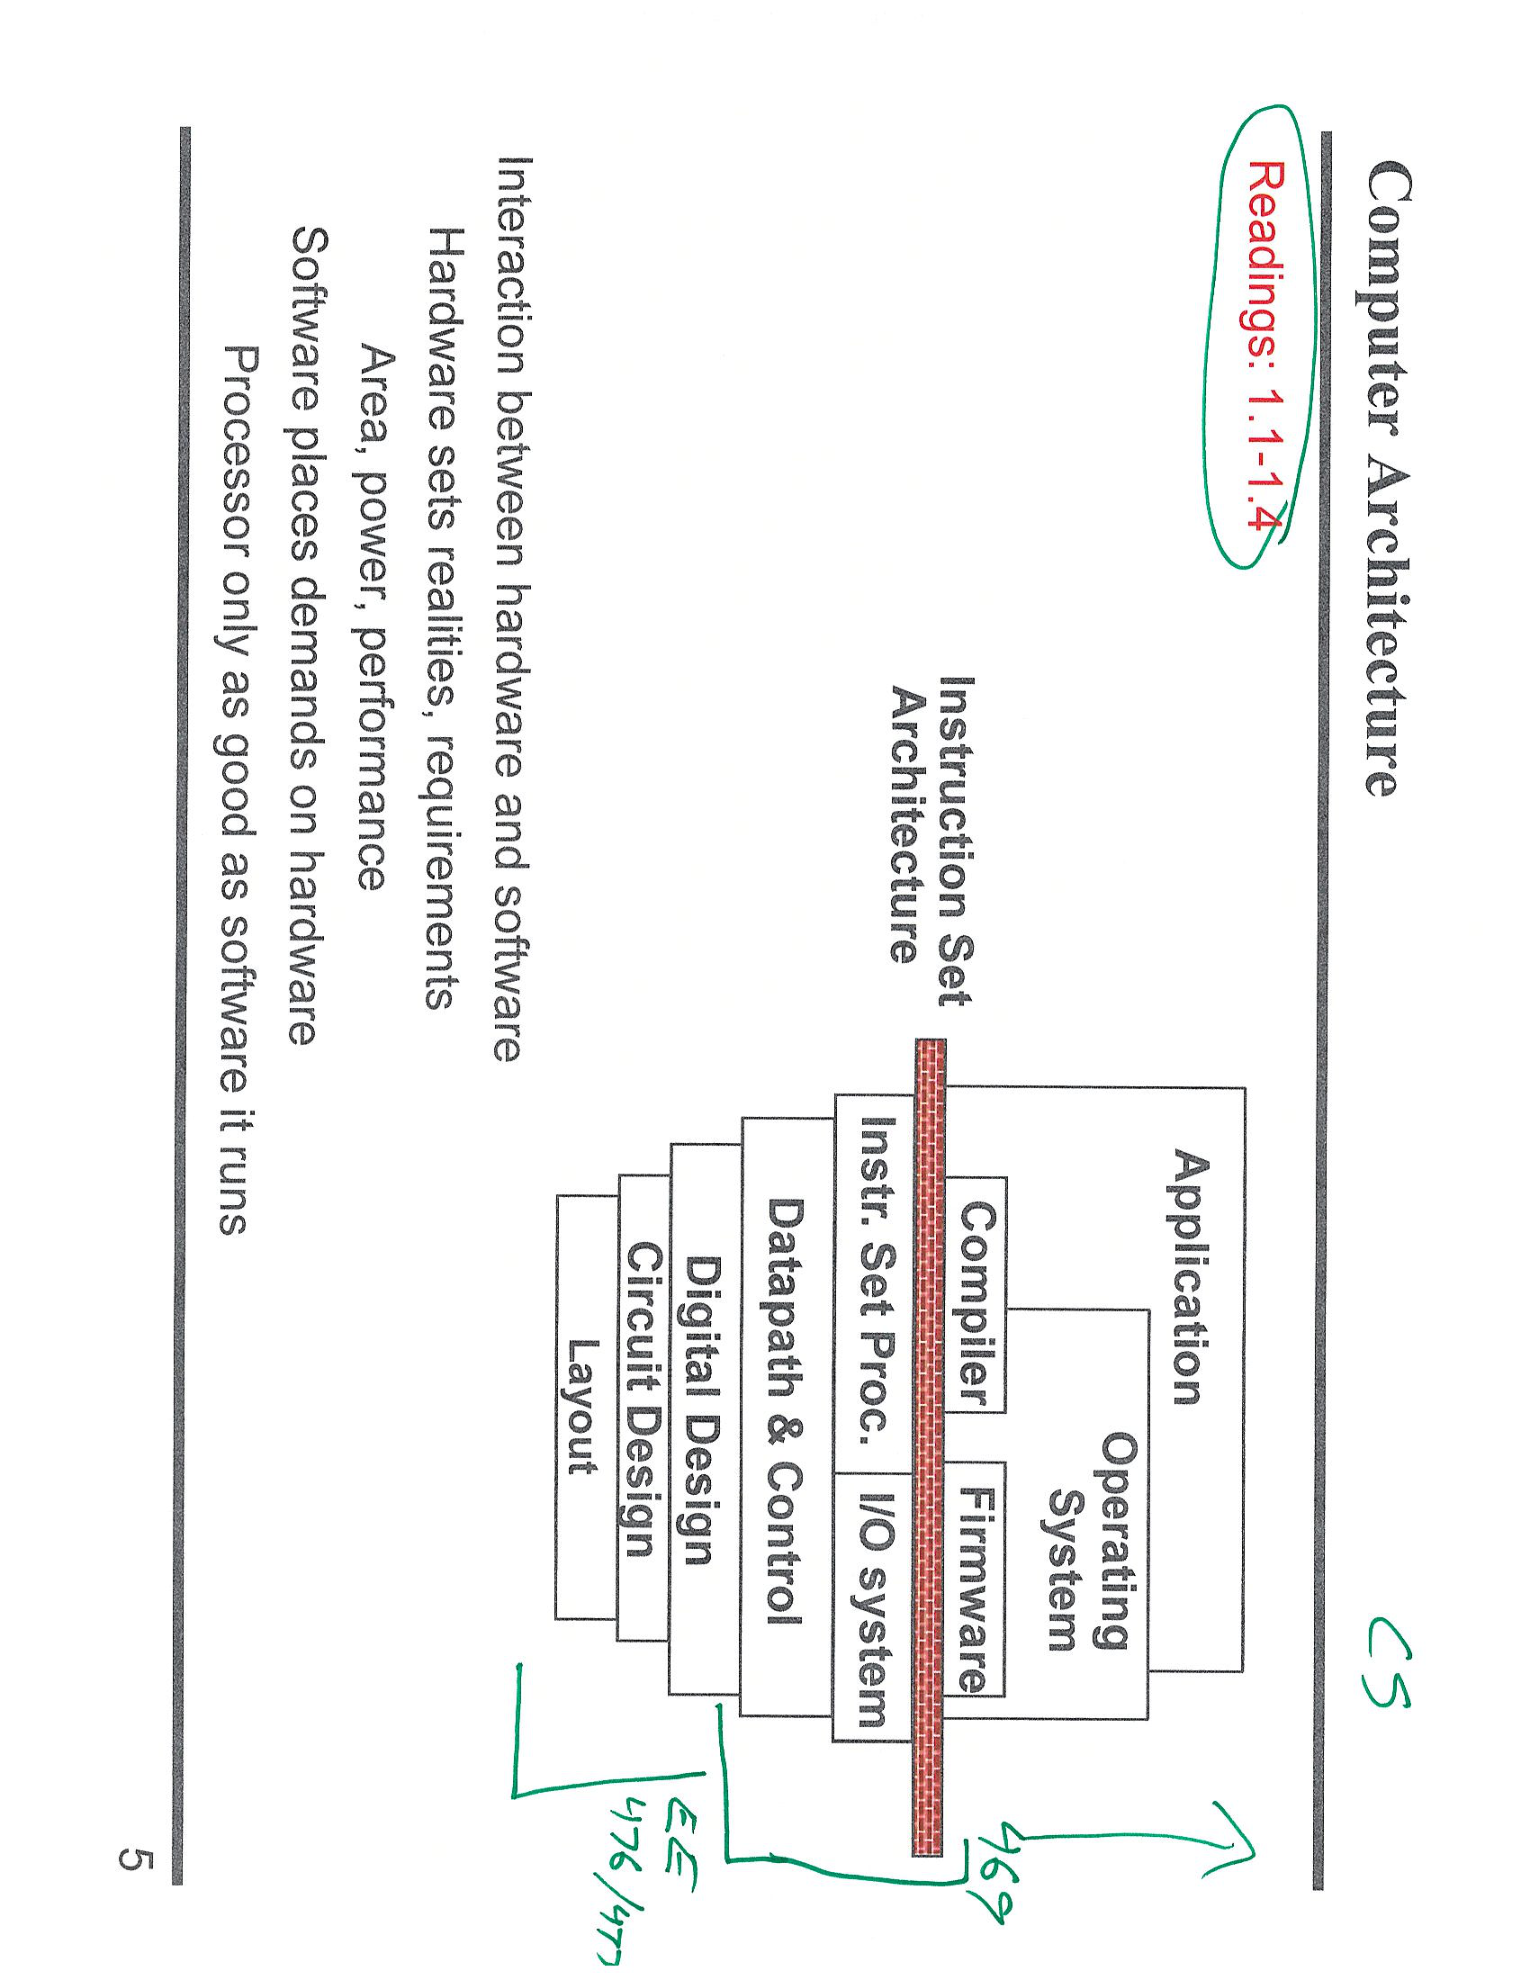 Computer Architecture
CS
Readings: 1.1-1.4
Application
Operating
System
Compiler
Firmware
Instruction Set
Architecture
469
Instr. Set Proc.
I/O system
Datapath & Control
Digital Design
Circuit Design
Layout
EE
476/477
Interaction between hardware and software
Hardware sets realities, requirements
Area, power, performance
Software places demands on hardware
Processor only as good as software it runs
5